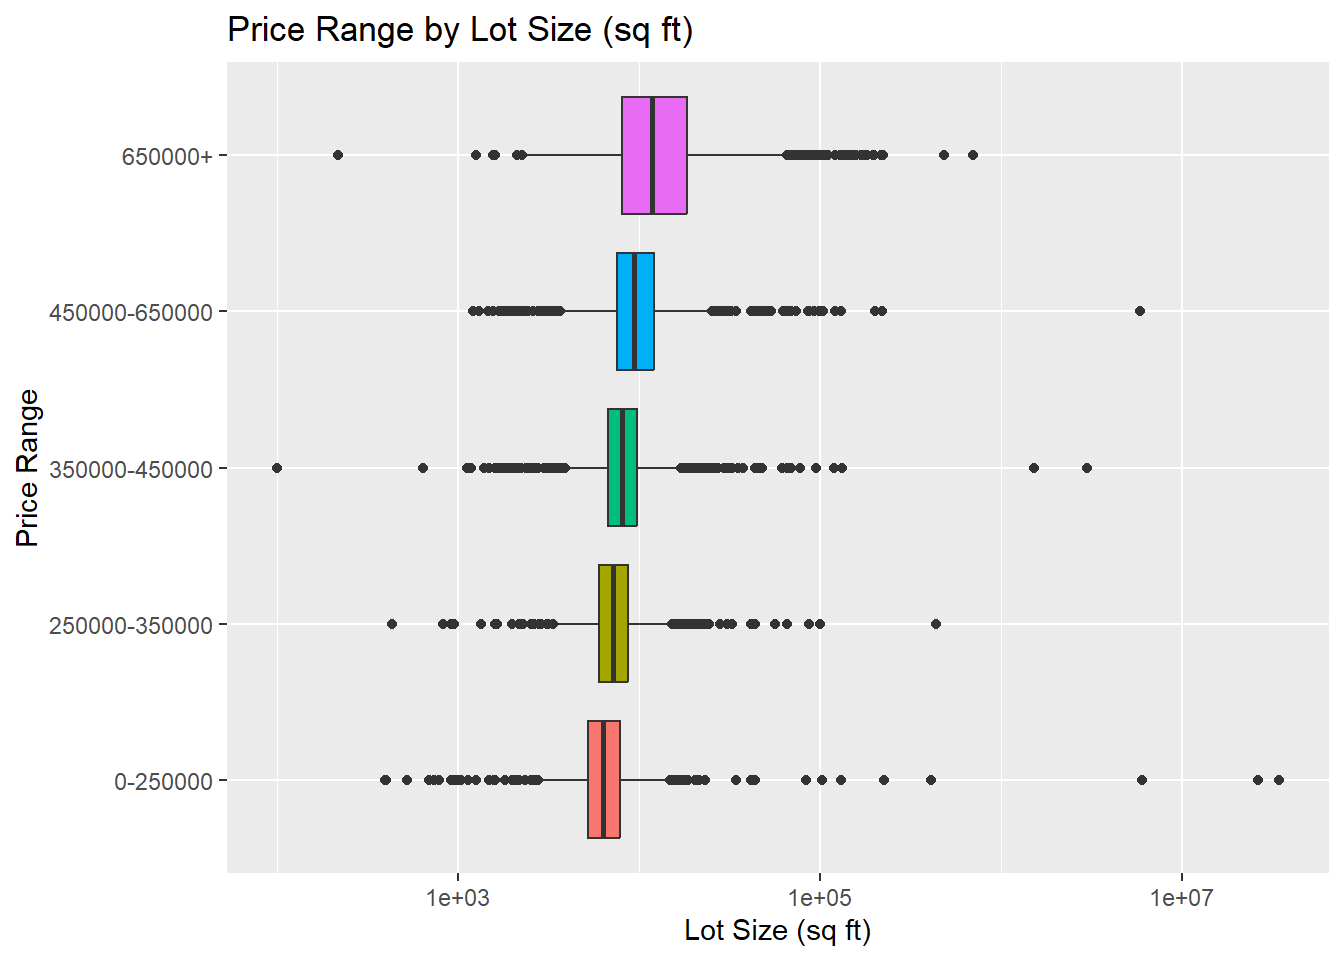 Price Range by Lot Size (sq ft)
Price Range
650000+
450000-650000
350000-450000
250000-350000
0-250000
1e+03
1e+05
1e+07
Lot Size (sq ft)